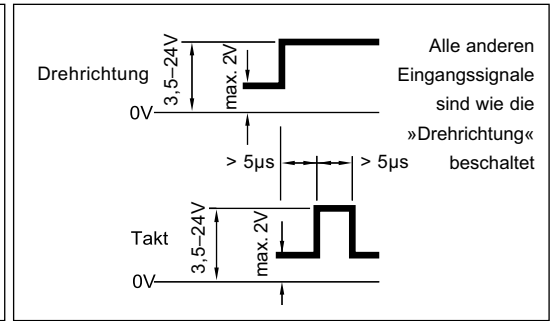 Drehrichtung
3,5–24V
max. 2V
0V
Alle anderen
Eingangssignale
sind wie die
»Drehrichtung«
beschaltet
> 5µs
> 5µs
Takt
3,5–24V
max. 2V
0V